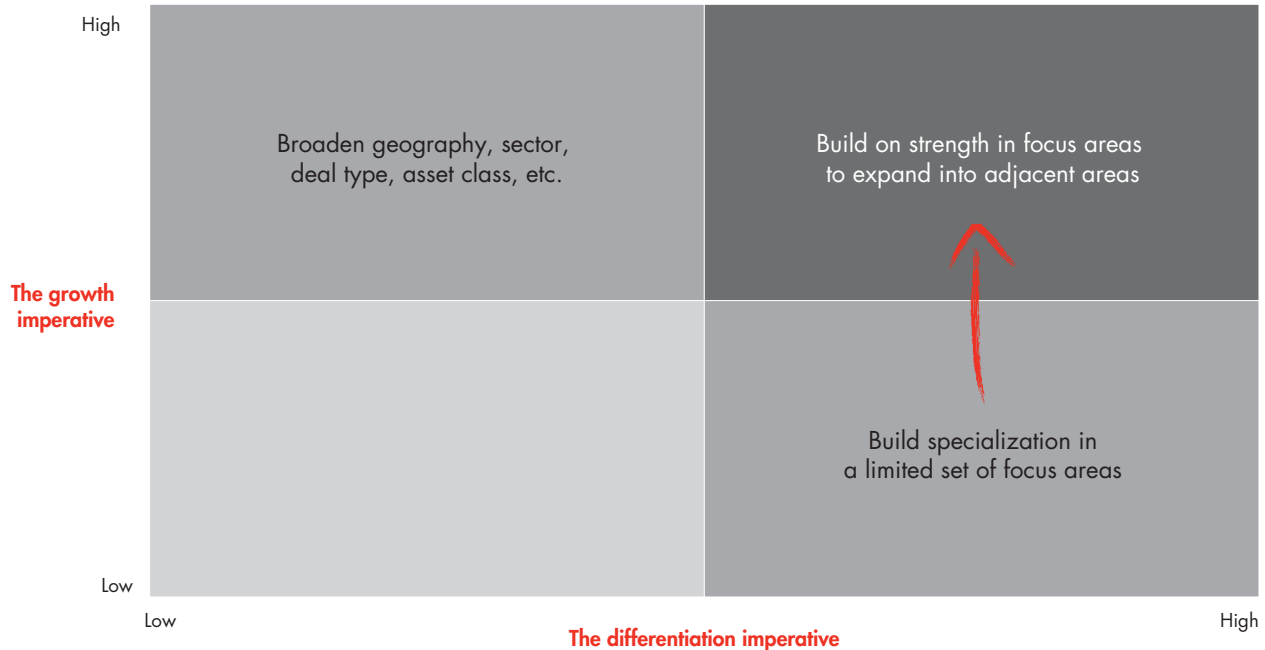 High
Broaden geography, sector,
deal type, asset class, etc.
Build on strength in focus areas
to expand into adjacent areas
The growth
imperative
Build specialization in
a limited set of focus areas
Low
Low
High
The differentiation imperative